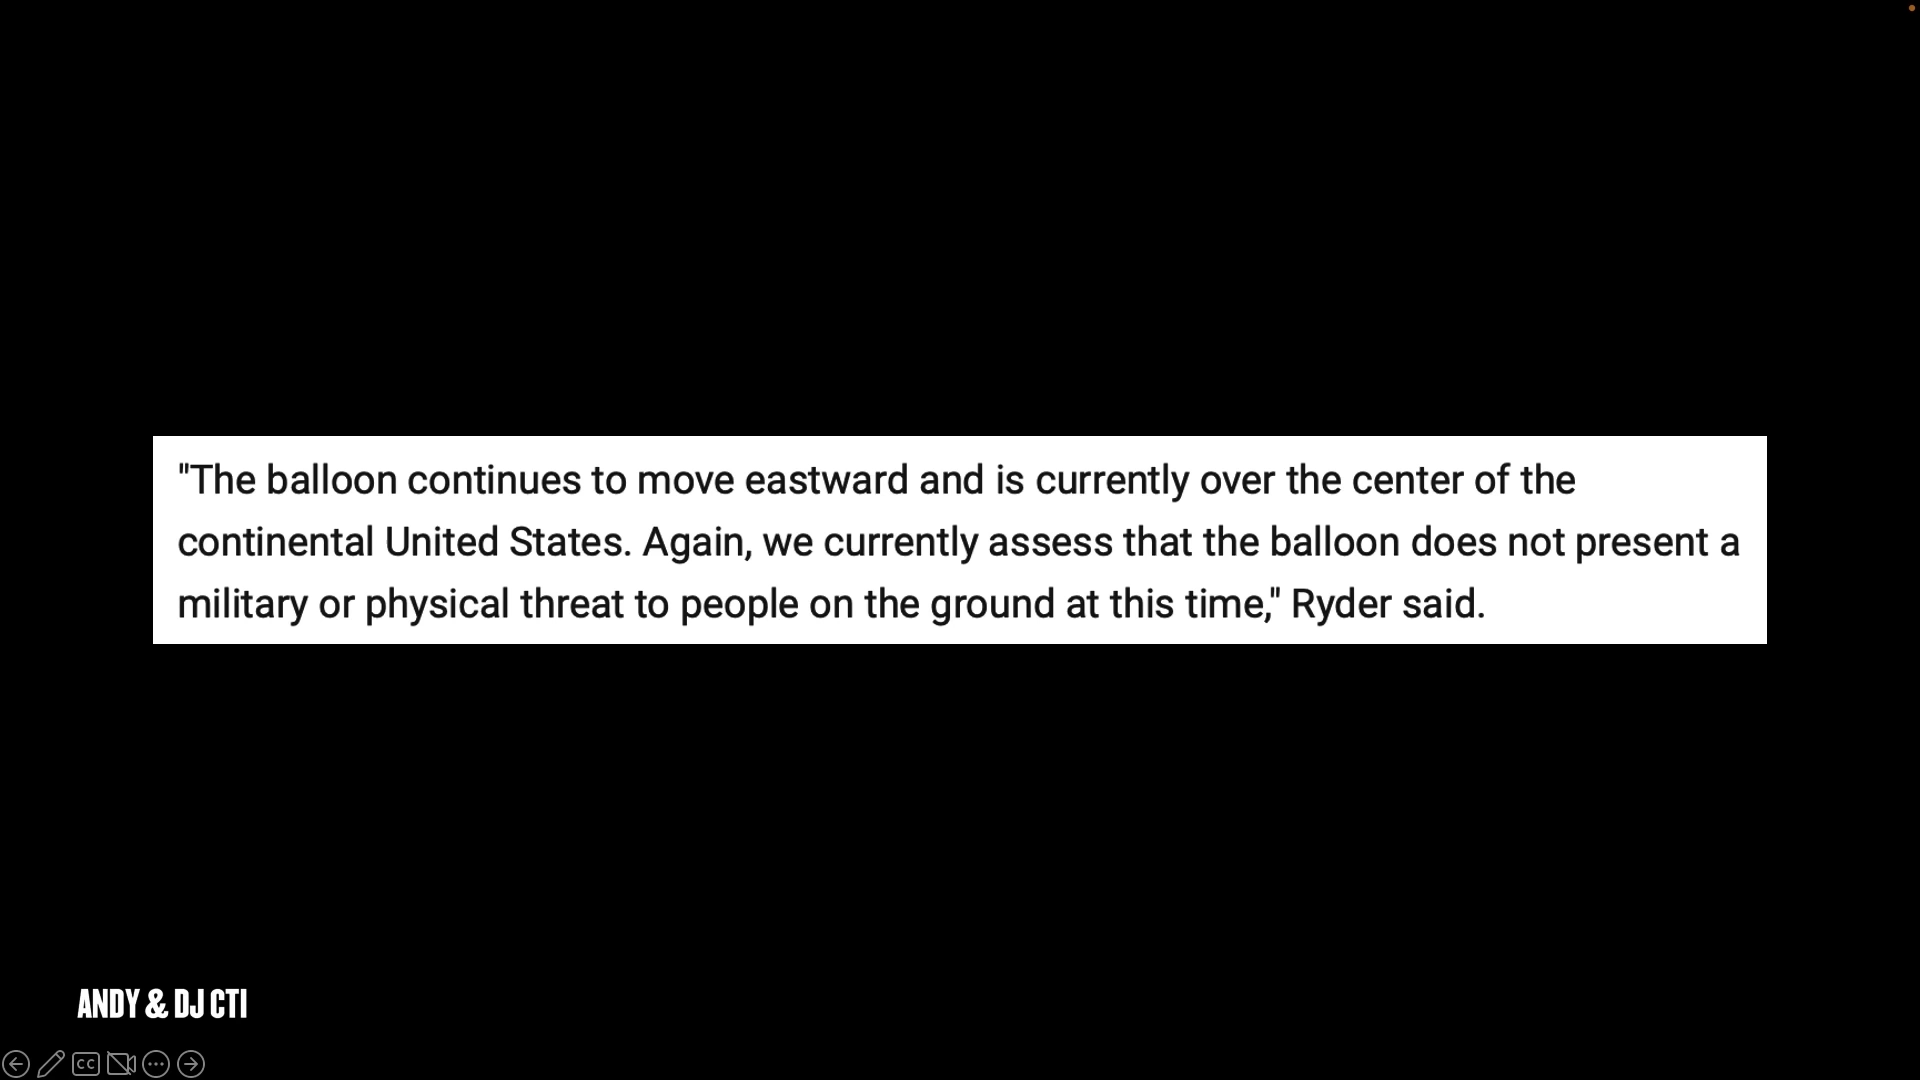 "The balloon continues to move eastward and is currently over the center of the
continental United States. Again, we currently assess that the balloon does not present a
military or physical threat to people on the ground at this time," Ryder said.
ANDY & DJ CTI
CC